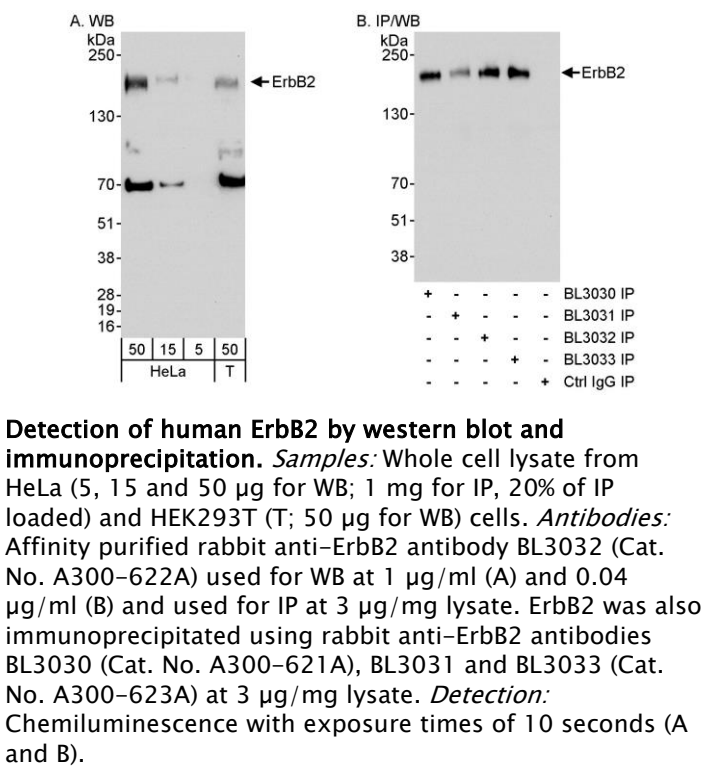 A. WB
kDa
250-
130-
70-
51-
38-
28-
19-
16-
ErbB2
50 15 5 50
HeLa T
B. IP/WB
kDa
250-
130-
70-
51-
38-
ErbB2
+ - - - - BL3030 IP
- + - - - BL3031 IP
- - + - - BL3032 IP
- - - + - BL3033 IP
- - - - + Ctrl IgG IP
Detection of human ErbB2 by western blot and
immunoprecipitation. Samples: Whole cell lysate from
HeLa (5, 15 and 50 µg for WB; 1 mg for IP, 20% of IP
loaded) and HEK293T (T; 50 µg for WB) cells. Antibodies:
Affinity purified rabbit anti-ErbB2 antibody BL3032 (Cat.
No. A300-622A) used for WB at 1 µg/ml (A) and 0.04
µg/ml (B) and used for IP at 3 µg/mg lysate. ErbB2 was also
immunoprecipitated using rabbit anti-ErbB2 antibodies
BL3030 (Cat. No. A300-621A), BL3031 and BL3033 (Cat.
No. A300-623A) at 3 µg/mg lysate. Detection:
Chemiluminescence with exposure times of 10 seconds (A
and B).